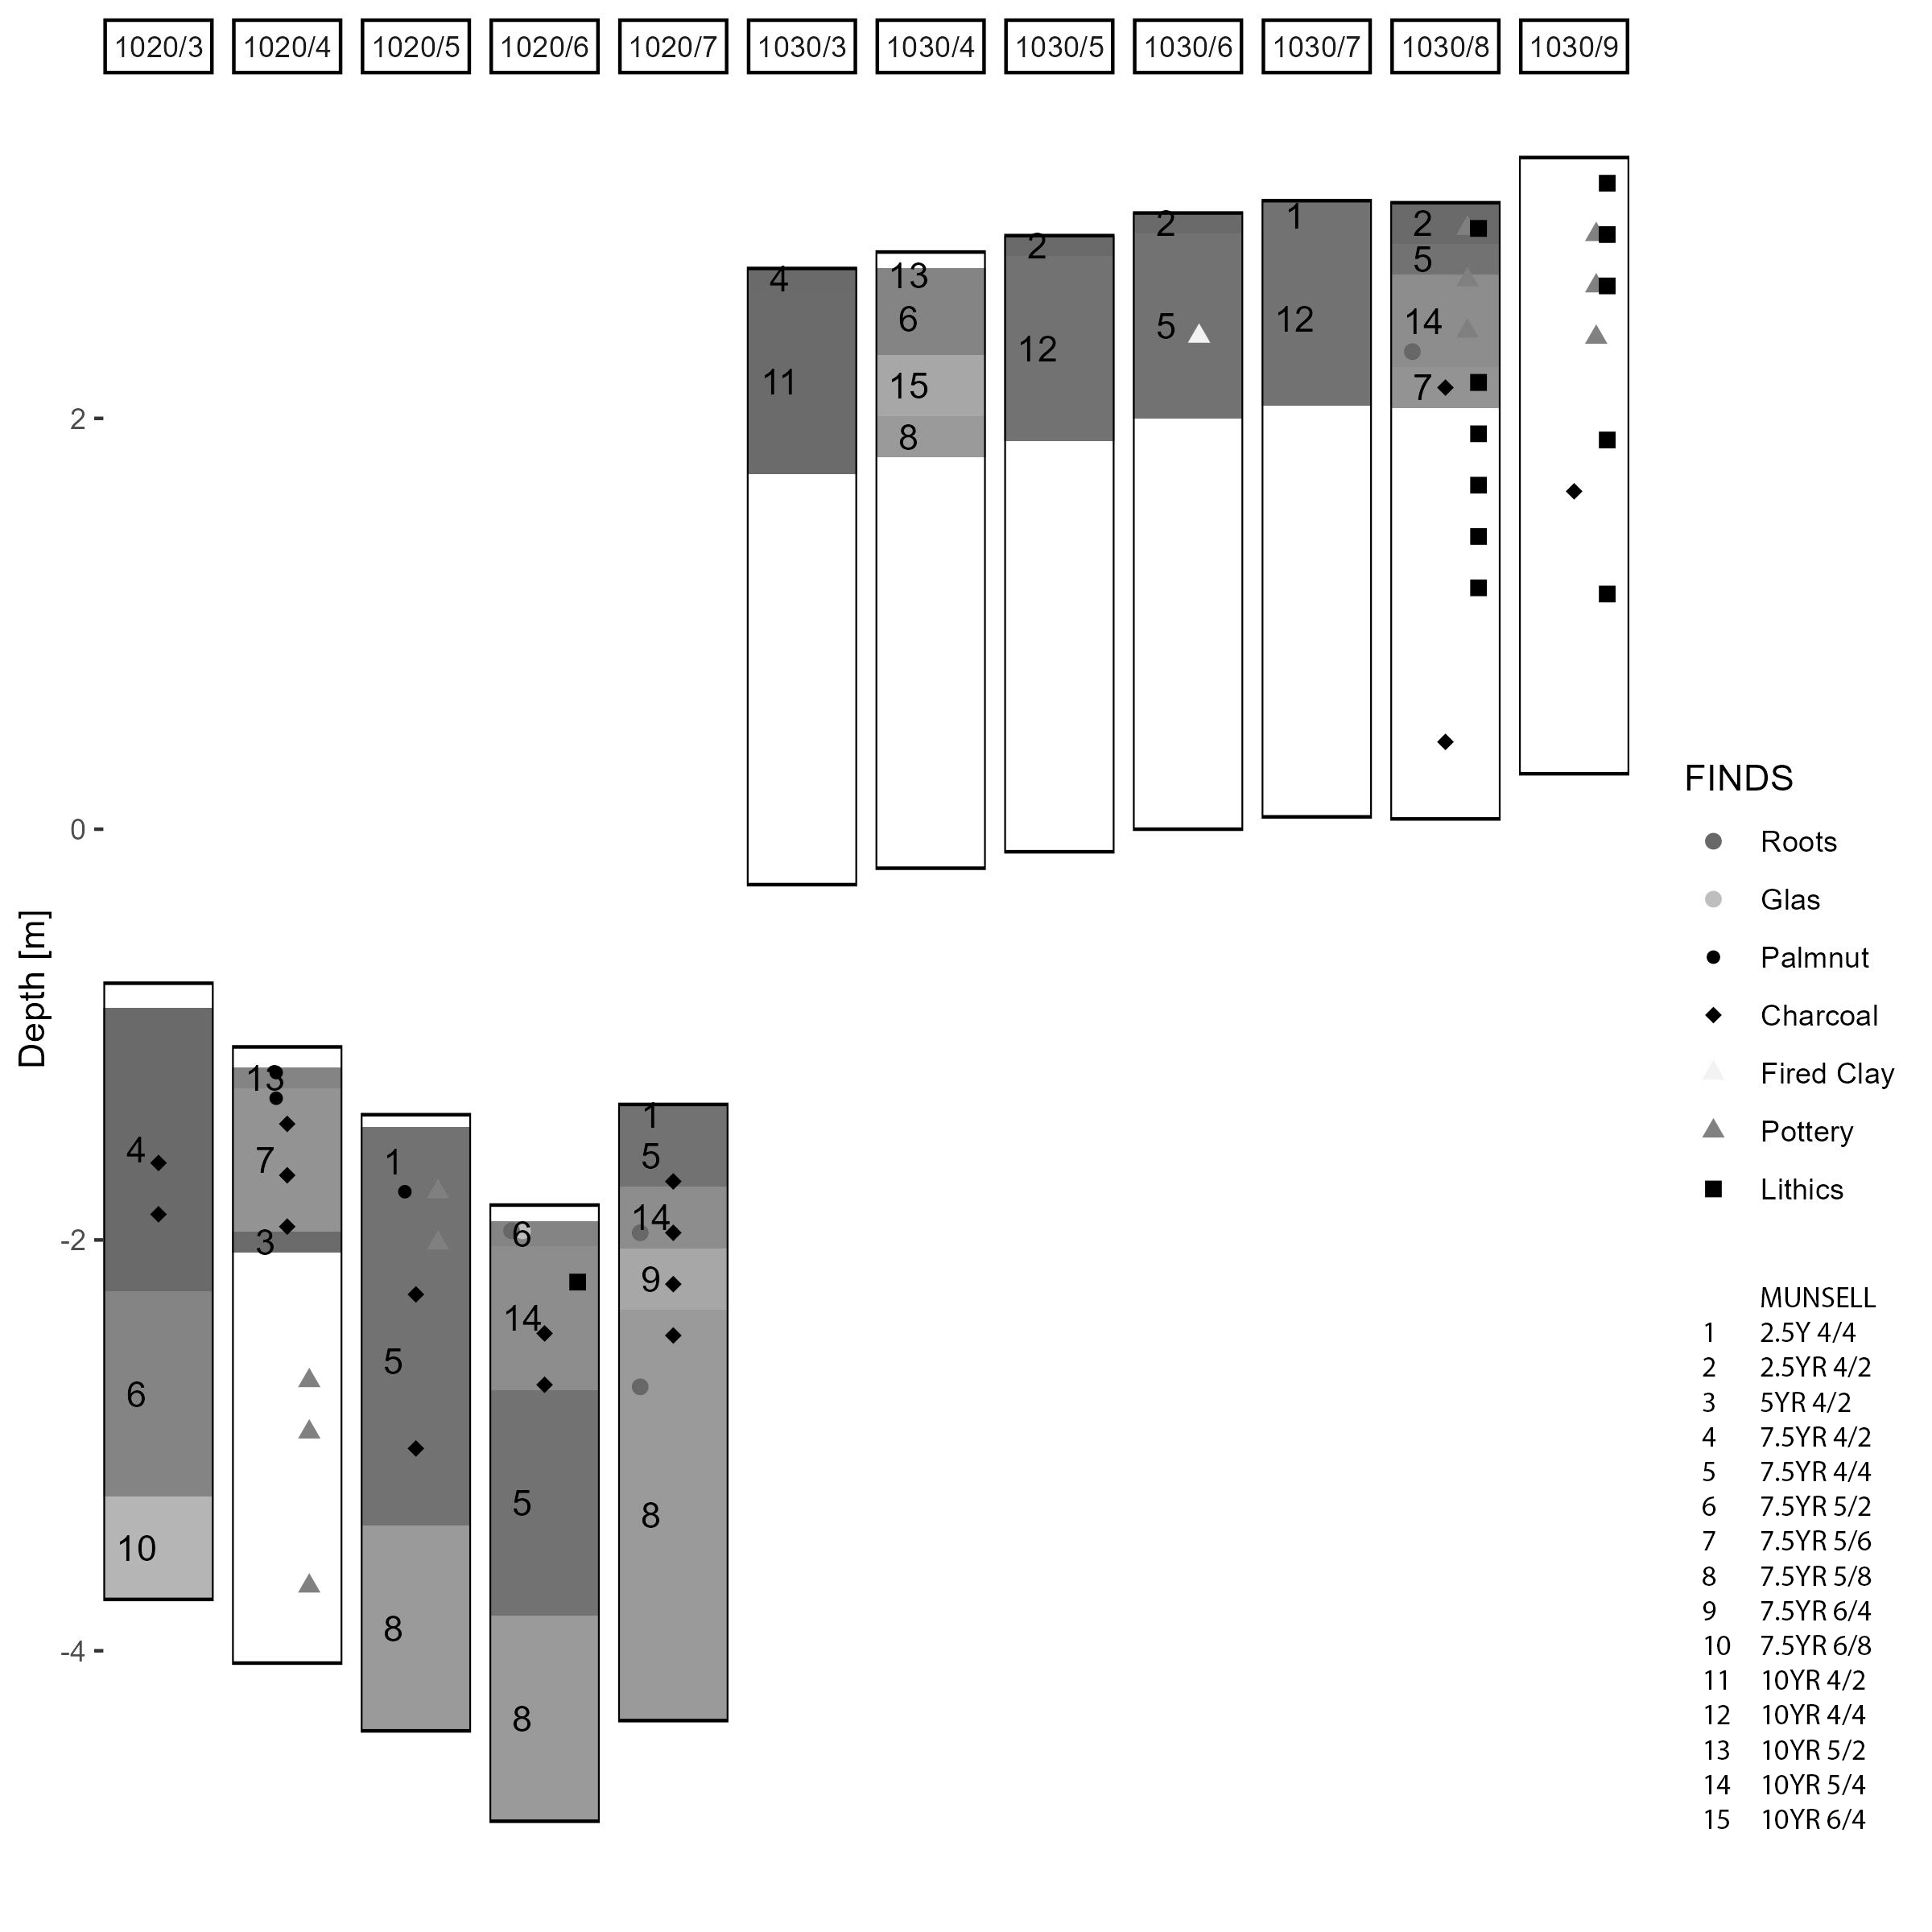 1020/3 1020/4 1020/5 1020/6 1020/7 1030/3 1030/4 1030/5 1030/6 1030/7 1030/8 1030/9
2
0
-2
-4
Depth [m]
4
6
10
13
7
3
1
5
8
6
14
5
8
1
5
14
9
8
4
11
13
6
15
8
2
12
2
5
1
12
2
5
14
7
FINDS
Roots
Glas
Palmnut
Charcoal
Fired Clay
Pottery
Lithics
MUNSELL
1 2.5Y 4/4
2 2.5YR 4/2
3 5YR 4/2
4 7.5YR 4/2
5 7.5YR 4/4
6 7.5YR 5/2
7 7.5YR 5/6
8 7.5YR 5/8
9 7.5YR 6/4
10 7.5YR 6/8
11 10YR 4/2
12 10YR 4/4
13 10YR 5/2
14 10YR 5/4
15 10YR 6/4